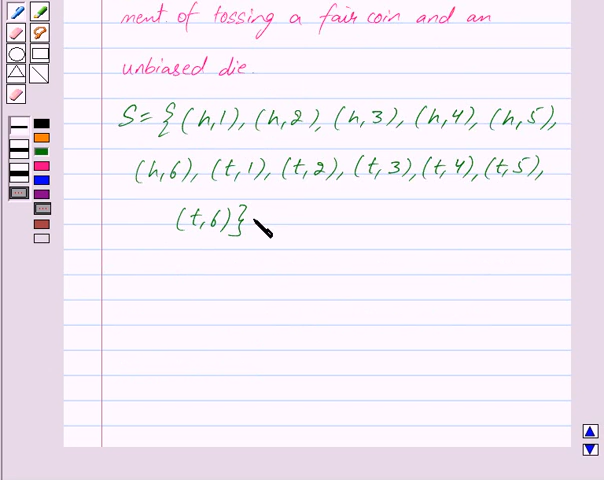 ment of tossing a fair coin and an
unbiased die.
S = {(h,1), (h,2), (h,3), (h,4), (h,5),
(h,6), (t,1), (t,2), (t,3), (t,4), (t,5),
(t,6)}